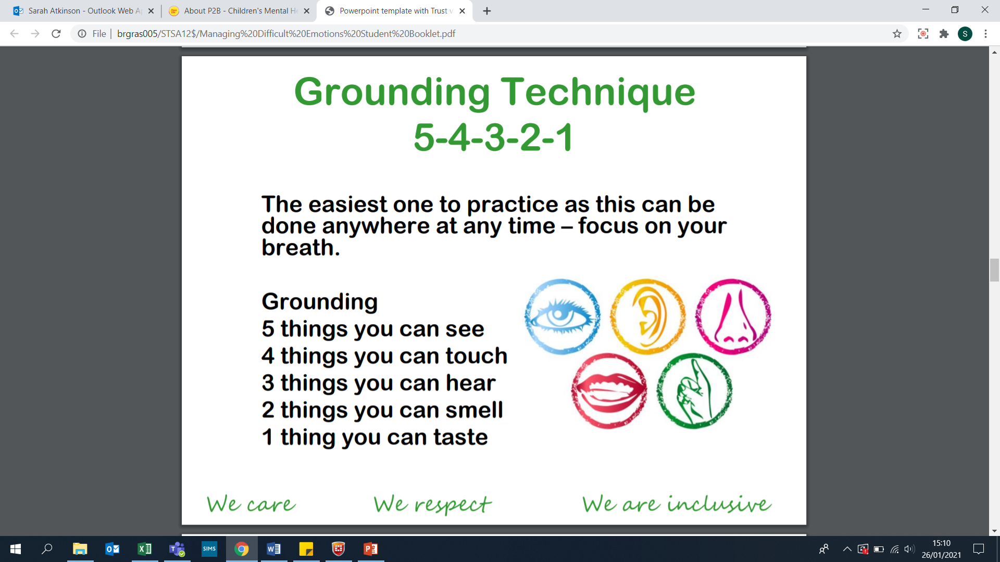 Sarah Atkinson - Outlook Web A
About P2B - Children's Mental H
Powerpoint template with Trust v
File
brgras005/STSA12$/Managing%20Difficult%20Emotions%20Student%20Booklet.pdf
S
Grounding Technique
5-4-3-2-1
The easiest one to practice as this can be
done anywhere at any time – focus on your
breath.
Grounding
5 things you can see
4 things you can touch
3 things you can hear
2 things you can smell
1 thing you can taste
We care
We respect
We are inclusive
SIMS
15:10
26/01/2021